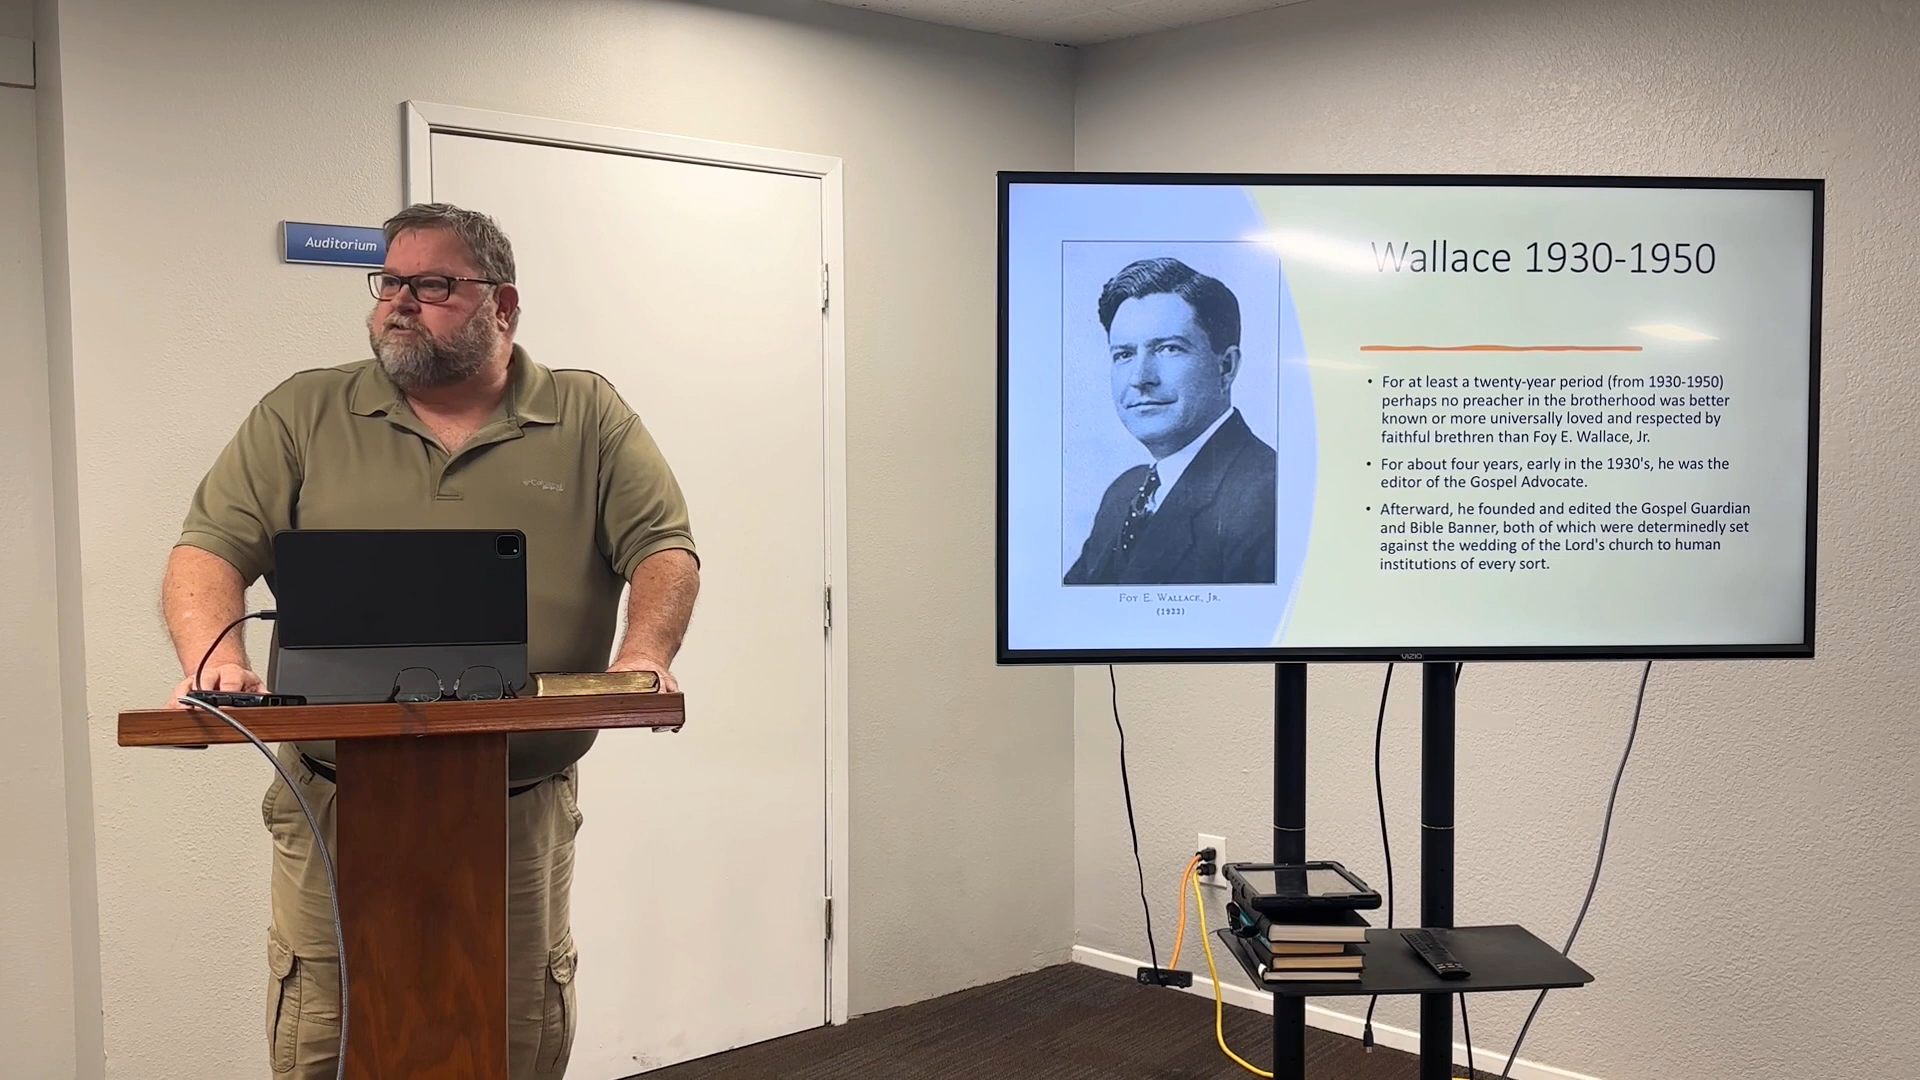 Auditorium
Columbia
Wallace 1930-1950
• For at least a twenty-year period (from 1930-1950)
perhaps no preacher in the brotherhood was better
known or more universally loved and respected by
faithful brethren than Foy E. Wallace, Jr.
• For about four years, early in the 1930's, he was the
editor of the Gospel Advocate.
• Afterward, he founded and edited the Gospel Guardian
and Bible Banner, both of which were determinedly set
against the wedding of the Lord's church to human
institutions of every sort.
Foy E. Wallace, Jr.
(1933)
VIZIO